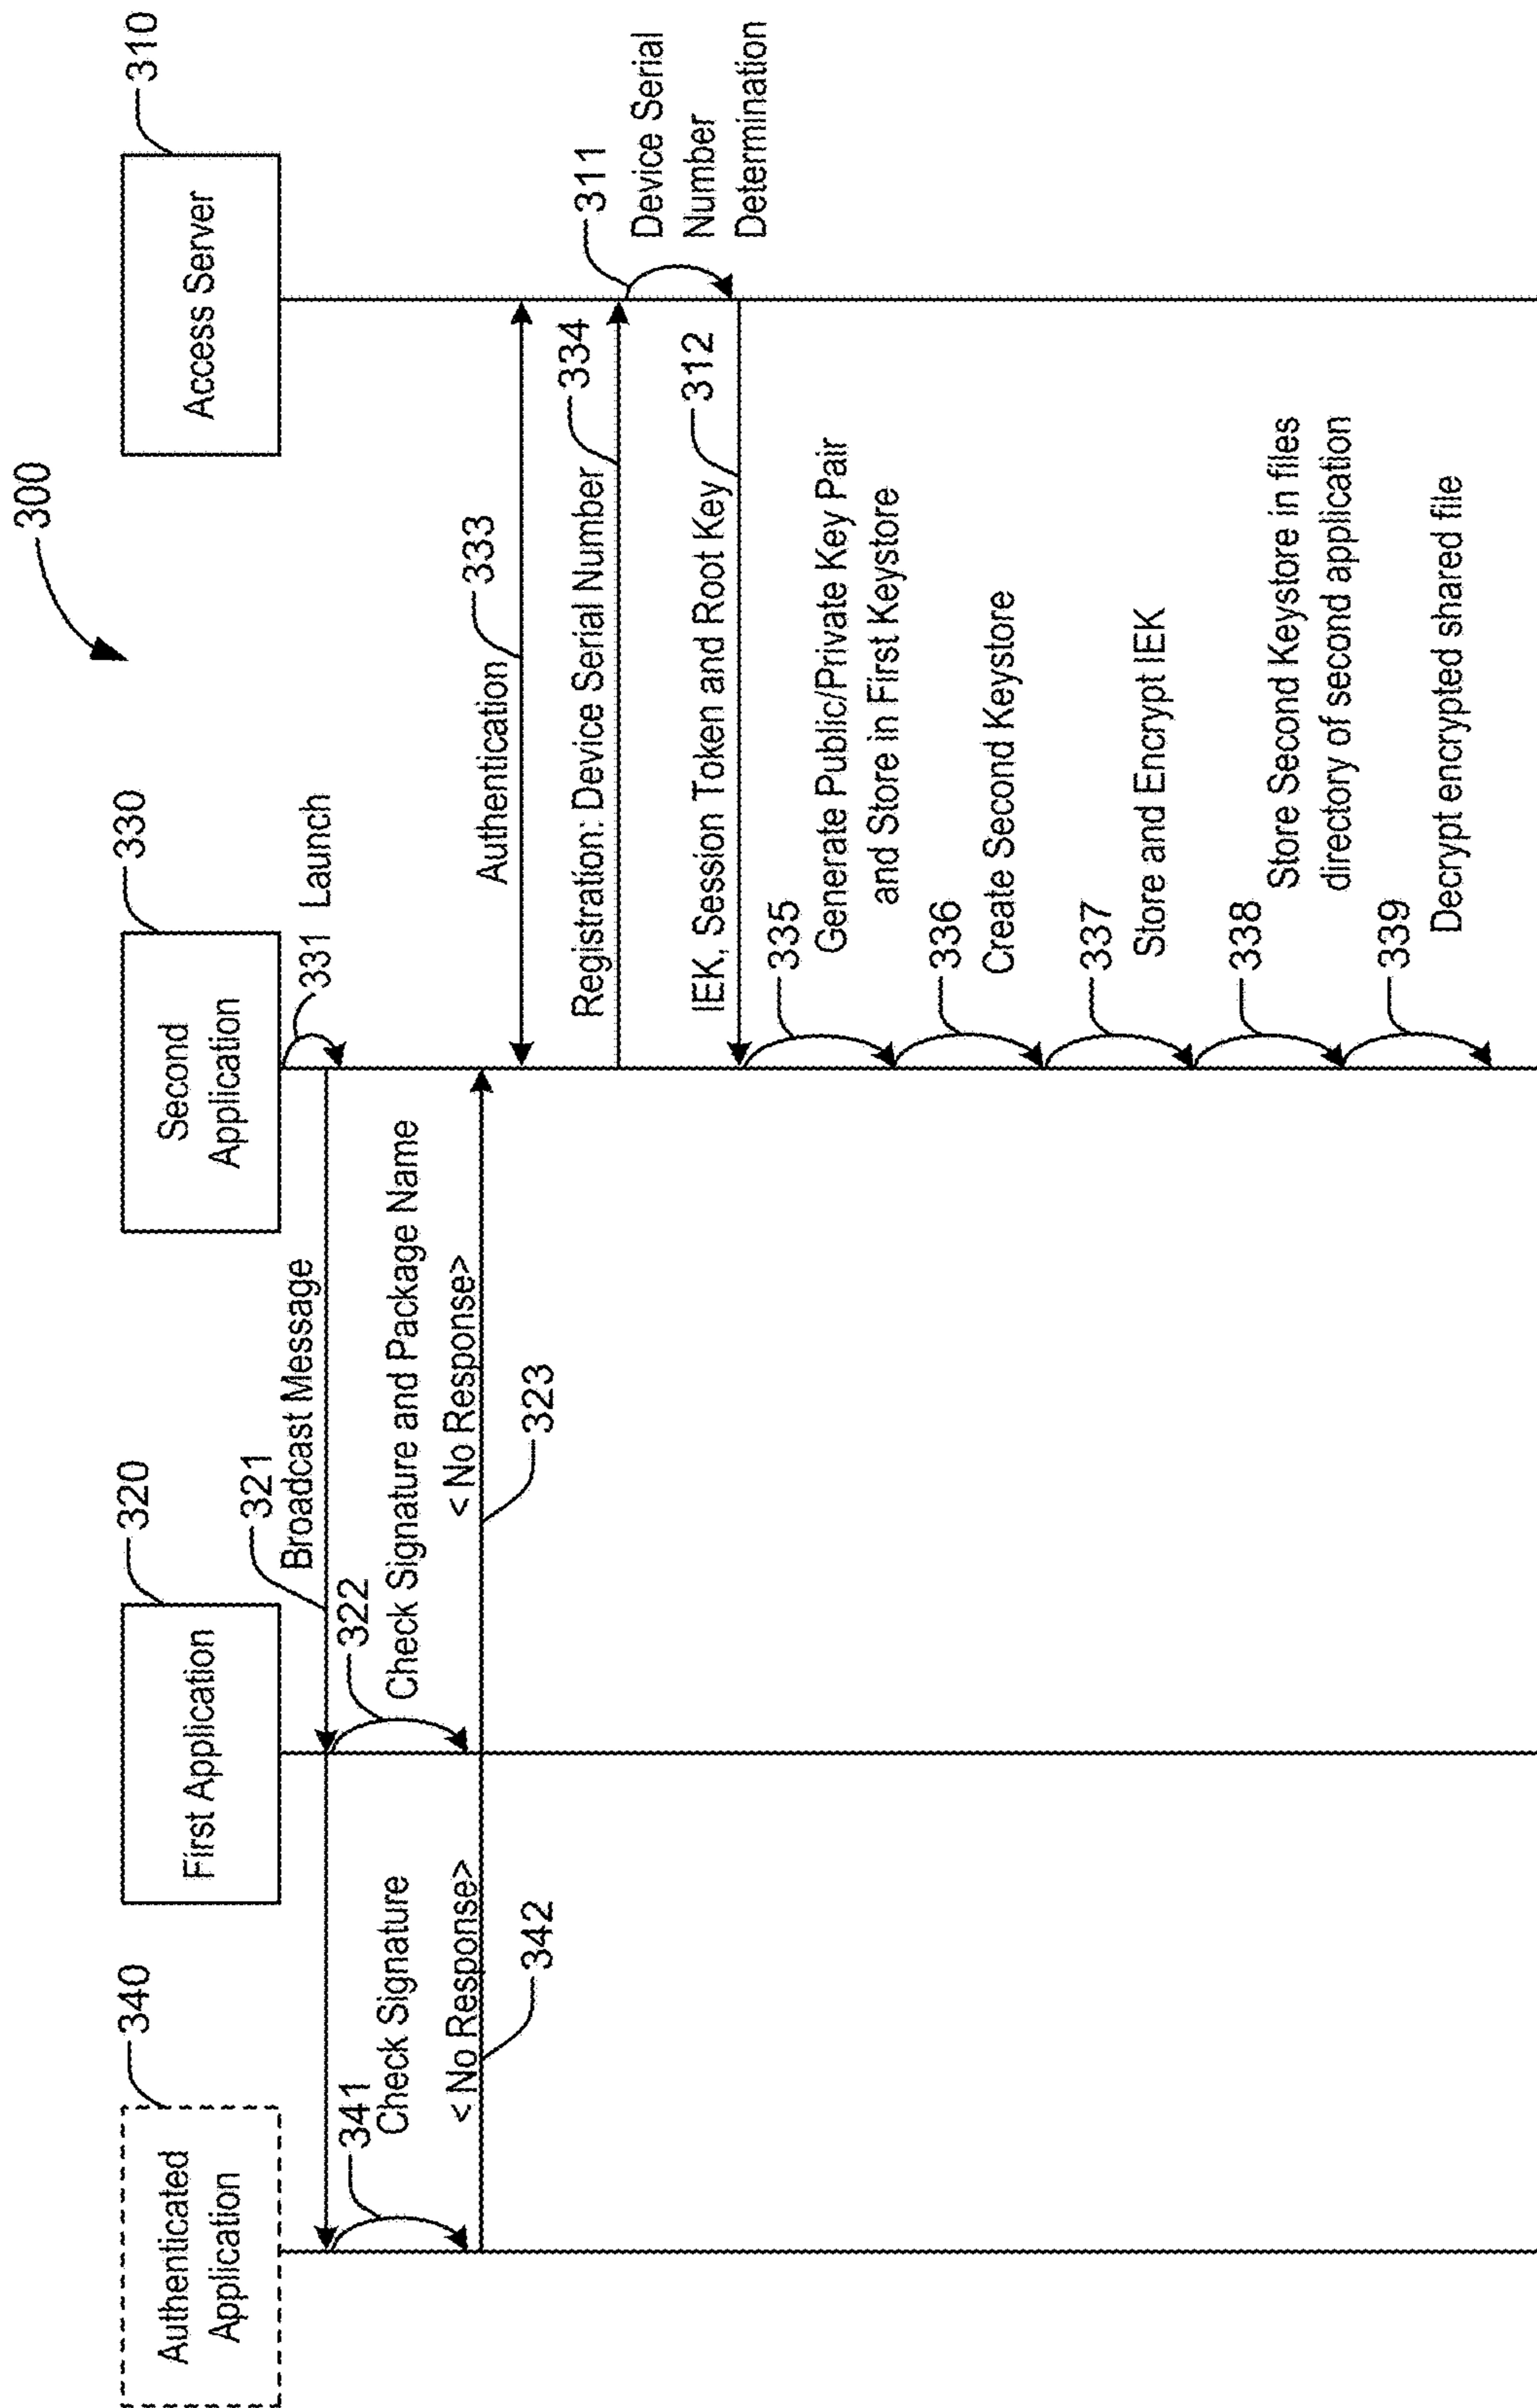 300
340
Authenticated
Application
320
First Application
330
Second
Application
310
Access Server
331 Launch
321
Broadcast Message
341
Check Signature
322
Check Signature and Package Name
< No Response>
342
< No Response>
323
Authentication
333
Registration: Device Serial Number
334
311
Device Serial
Number
Determination
IEK, Session Token and Root Key
312
335
Generate Public/Private Key Pair
and Store in First Keystore
336
Create Second Keystore
337
Store and Encrypt IEK
338
Store Second Keystore in files
directory of second application
339
Decrypt encrypted shared file